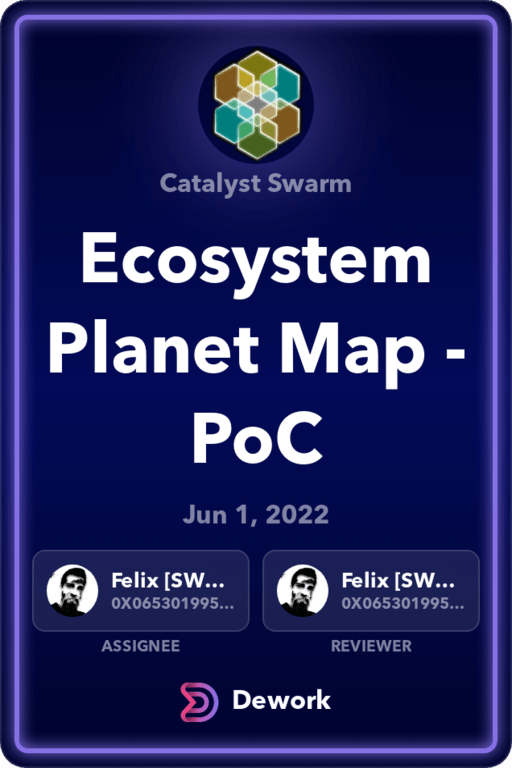 Catalyst Swarm
Ecosystem
Planet Map -
PoC
Jun 1, 2022
Felix [SW...
0X065301995...
ASSIGNEE
Felix [SW...
0X065301995...
REVIEWER
Dework